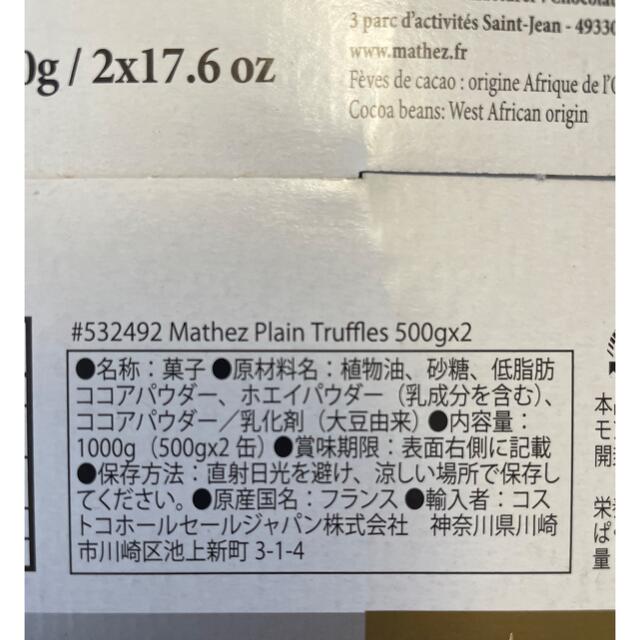 3 parc d'activités Saint-Jean - 49330
www.mathez.fr
0g / 2x17.6 oz
Fèves de cacao : origine Afrique de l'O
Cocoa beans: West African origin
#532492 Mathez Plain Truffles 500gx2
●名称：菓子 ●原材料名：植物油、砂糖、低脂肪
ココアパウダー、ホエイパウダー（乳成分を含む）、
ココアパウダー／乳化剤（大豆由来）●内容量：
1000g（500gx2 缶）●賞味期限：表面右側に記載
●保存方法：直射日光を避け、涼しい場所で保存し
てください。●原産国名：フランス ●輸入者：コス
トコホールセールジャパン株式会社　神奈川県川崎
市川崎区池上新町 3-1-4
本
モ
開
栄
ぱ
量